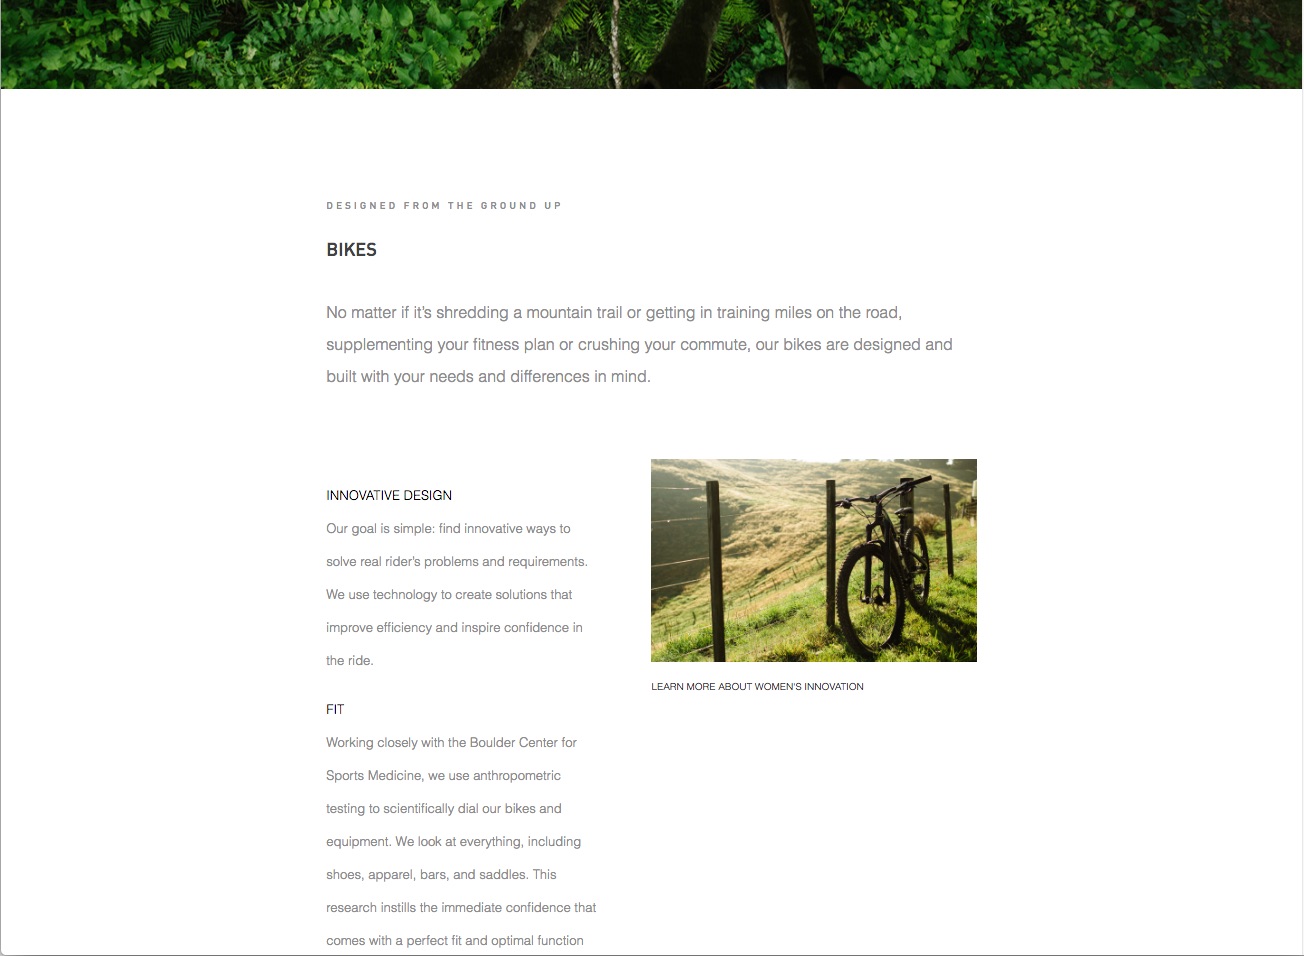 DESIGNED FROM THE GROUND UP
BIKES
No matter if it's shredding a mountain trail or getting in training miles on the road,
supplementing your fitness plan or crushing your commute, our bikes are designed and
built with your needs and differences in mind.
INNOVATIVE DESIGN
Our goal is simple: find innovative ways to
solve real rider's problems and requirements.
We use technology to create solutions that
improve efficiency and inspire confidence in
the ride.
FIT
Working closely with the Boulder Center for
Sports Medicine, we use anthropometric
testing to scientifically dial our bikes and
equipment. We look at everything, including
shoes, apparel, bars, and saddles. This
research instills the immediate confidence that
comes with a perfect fit and optimal function
LEARN MORE ABOUT WOMEN'S INNOVATION